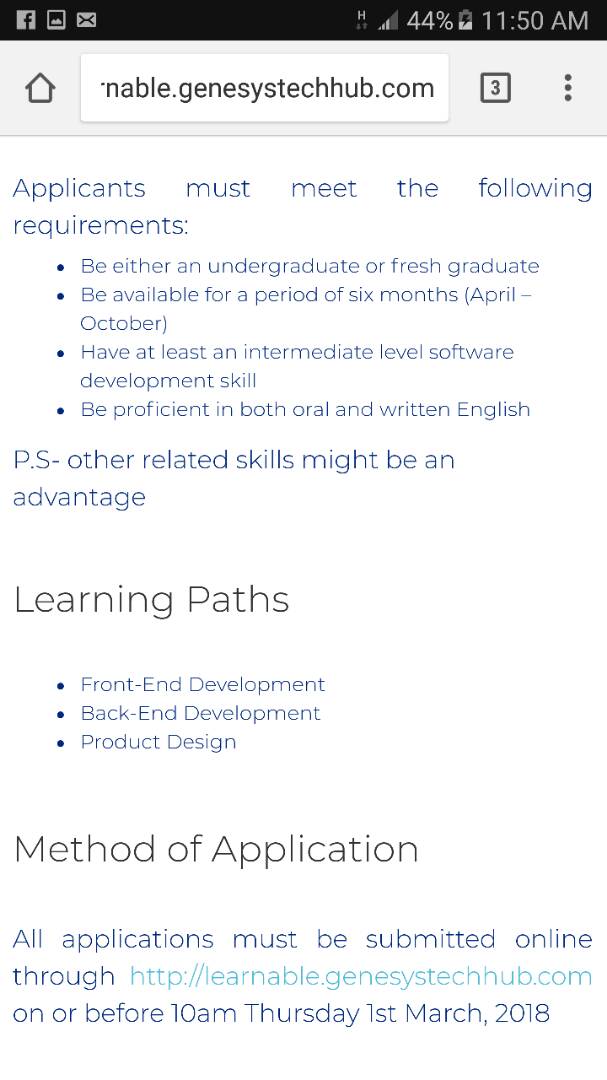 H 44% 11:50 AM
nable.genesystechhub.com 3
Applicants must meet the following
requirements:
• Be either an undergraduate or fresh graduate
• Be available for a period of six months (April –
October)
• Have at least an intermediate level software
development skill
• Be proficient in both oral and written English
P.S- other related skills might be an
advantage
Learning Paths
• Front-End Development
• Back-End Development
• Product Design
Method of Application
All applications must be submitted online
through http://learnable.genesystechhub.com
on or before 10am Thursday 1st March, 2018